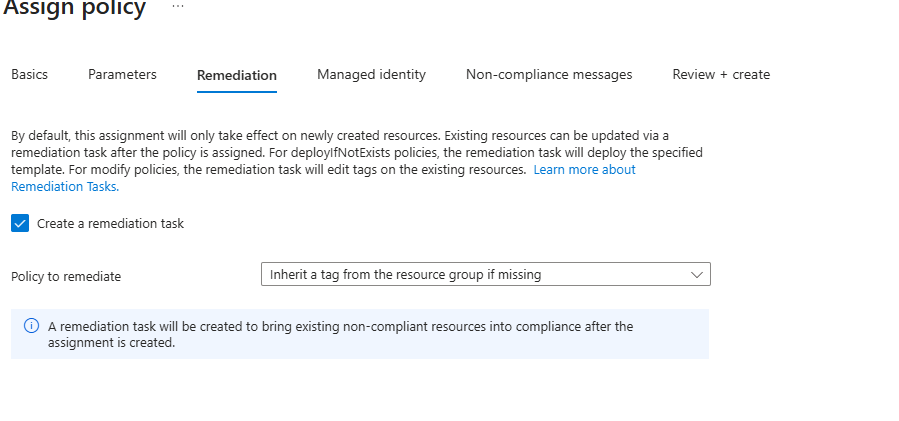 Assign policy ...
Basics Parameters Remediation Managed identity Non-compliance messages Review + create
By default, this assignment will only take effect on newly created resources. Existing resources can be updated via a
remediation task after the policy is assigned. For deployIfNotExists policies, the remediation task will deploy the specified
template. For modify policies, the remediation task will edit tags on the existing resources. Learn more about
Remediation Tasks.
Create a remediation task
Policy to remediate Inherit a tag from the resource group if missing
A remediation task will be created to bring existing non-compliant resources into compliance after the
assignment is created.